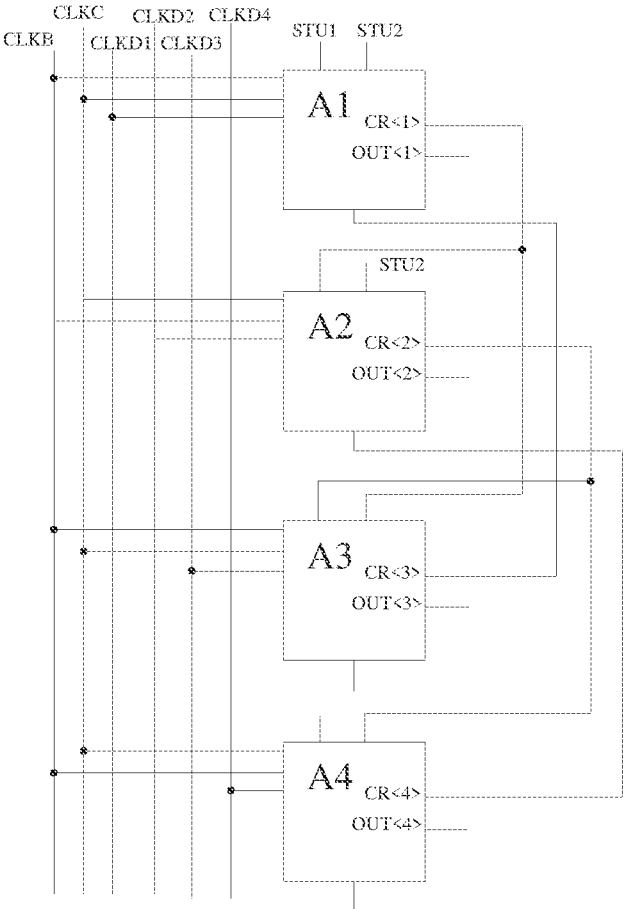 CLKC
CLKD2
CLKD4
CLKB
CLKD1
CLKD3
STU1
STU2
A1
CR<1>
OUT<1>
STU2
A2
CR<2>
OUT<2>
A3
CR<3>
OUT<3>
A4
CR<4>
OUT<4>